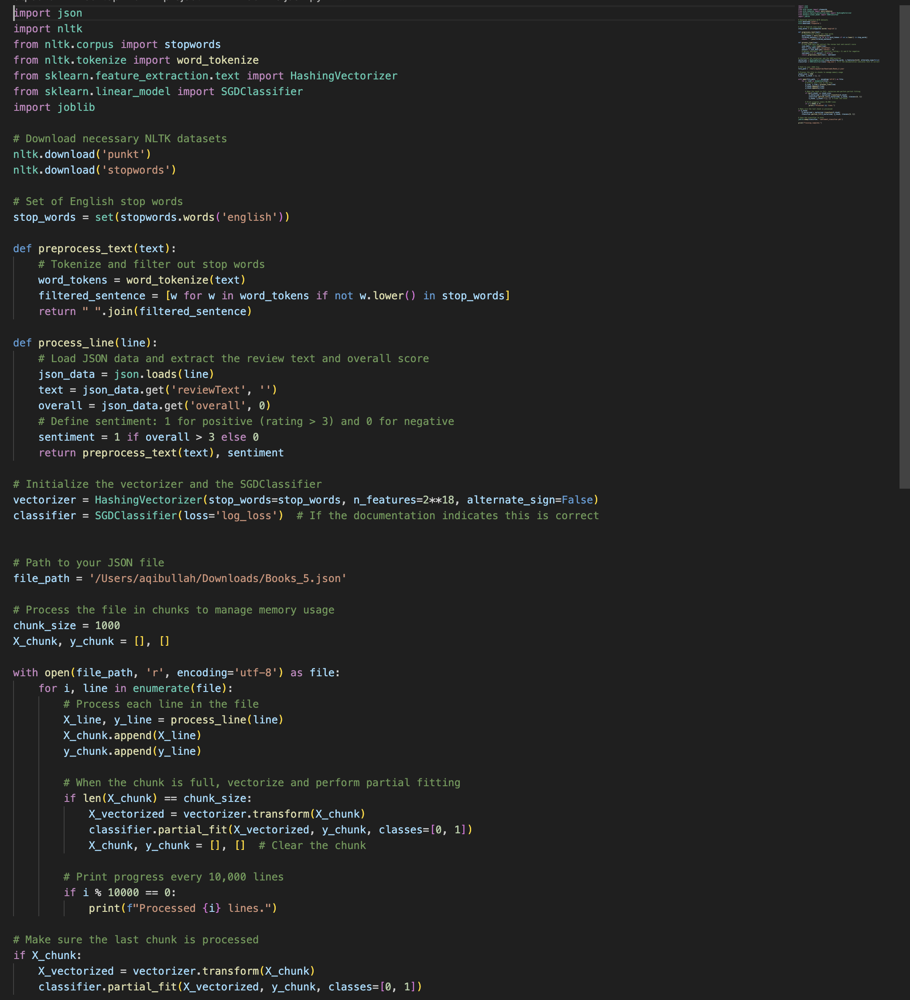 import json
import nltk
from nltk.corpus import stopwords
from nltk.tokenize import word_tokenize
from sklearn.feature_extraction.text import HashingVectorizer
from sklearn.linear_model import SGDClassifier
import joblib

# Download necessary NLTK datasets
nltk.download('punkt')
nltk.download('stopwords')

# Set of English stop words
stop_words = set(stopwords.words('english'))

def preprocess_text(text):
    # Tokenize and filter out stop words
    word_tokens = word_tokenize(text)
    filtered_sentence = [w for w in word_tokens if not w.lower() in stop_words]
    return " ".join(filtered_sentence)

def process_line(line):
    # Load JSON data and extract the review text and overall score
    json_data = json.loads(line)
    text = json_data.get('reviewText', '')
    overall = json_data.get('overall', 0)
    # Define sentiment: 1 for positive (rating > 3) and 0 for negative
    sentiment = 1 if overall > 3 else 0
    return preprocess_text(text), sentiment

# Initialize the vectorizer and the SGDClassifier
vectorizer = HashingVectorizer(stop_words=stop_words, n_features=2**18, alternate_sign=False)
classifier = SGDClassifier(loss='log_loss')  # If the documentation indicates this is correct


# Path to your JSON file
file_path = '/Users/aqibullah/Downloads/Books_5.json'

# Process the file in chunks to manage memory usage
chunk_size = 1000
X_chunk, y_chunk = [], []

with open(file_path, 'r', encoding='utf-8') as file:
    for i, line in enumerate(file):
        # Process each line in the file
        X_line, y_line = process_line(line)
        X_chunk.append(X_line)
        y_chunk.append(y_line)

        # When the chunk is full, vectorize and perform partial fitting
        if len(X_chunk) == chunk_size:
            X_vectorized = vectorizer.transform(X_chunk)
            classifier.partial_fit(X_vectorized, y_chunk, classes=[0, 1])
            X_chunk, y_chunk = [], []  # Clear the chunk

        # Print progress every 10,000 lines
        if i % 10000 == 0:
            print(f"Processed {i} lines.")

# Make sure the last chunk is processed
if X_chunk:
    X_vectorized = vectorizer.transform(X_chunk)
    classifier.partial_fit(X_vectorized, y_chunk, classes=[0, 1])